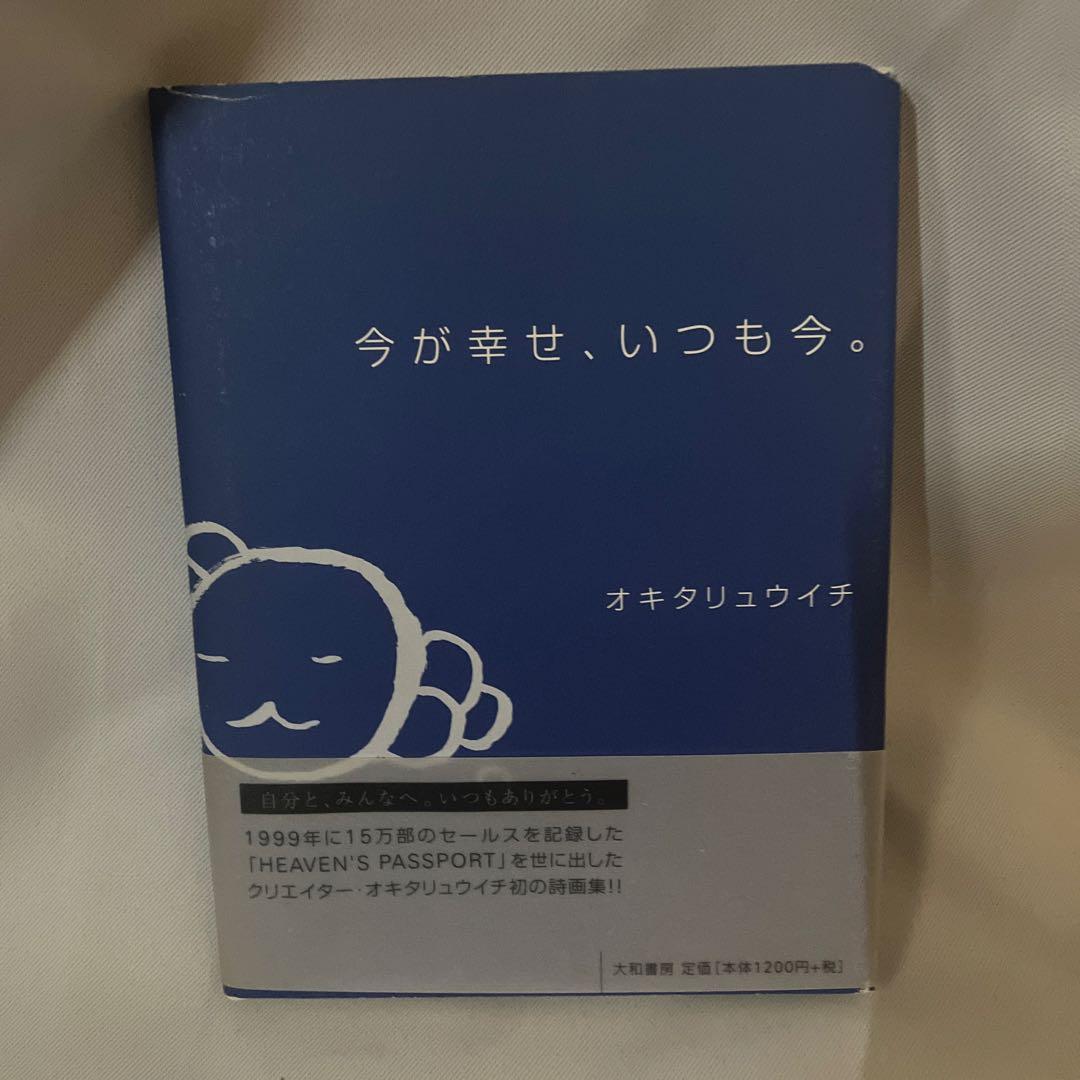 今が幸せ、いつも今。
オキタリュウイチ
自分と、みんなへ。いつもありがとう。
1999年に15万部のセールスを記録した
「HEAVEN'S PASSPORT」を世に出した
クリエイター・オキタリュウイチ初の詩画集!!
大和書房 定価[本体1200円+税]